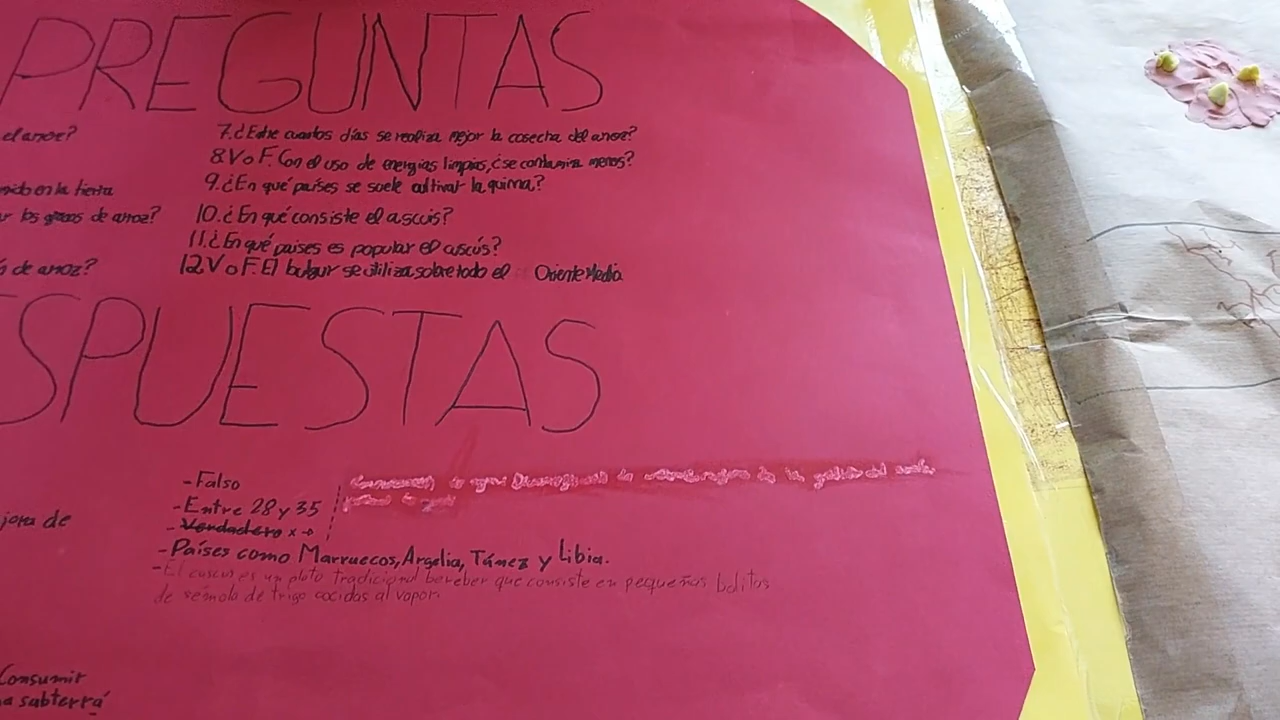 PREGUNTAS
el arroz?
7.¿Entre cuantos días se realiza mejor la cosecha del arroz?
8.V o F. Con el uso de energias limpias, ¿se contamina menos?
nido en la tierra
9.¿En qué países se suele cultivar la quinua?
ar los granos de arroz?
10.¿En qué consiste el
11.¿En qué países es popular el cuscús?
de arroz?
12.V o F. El bulgur se utiliza sobre todo el Oriente Medio
SPUESTAS
-Falso
-Entre 28 y 35
jora de
-Verdadero x
-Países como Marruecos, Argelia, Túnez y Libia.
-El cuscus es un plato tradicional bereber que consiste en pequeñas bolitas
de sémola de trigo cocidas al vapor.
Consumir
a subterrá